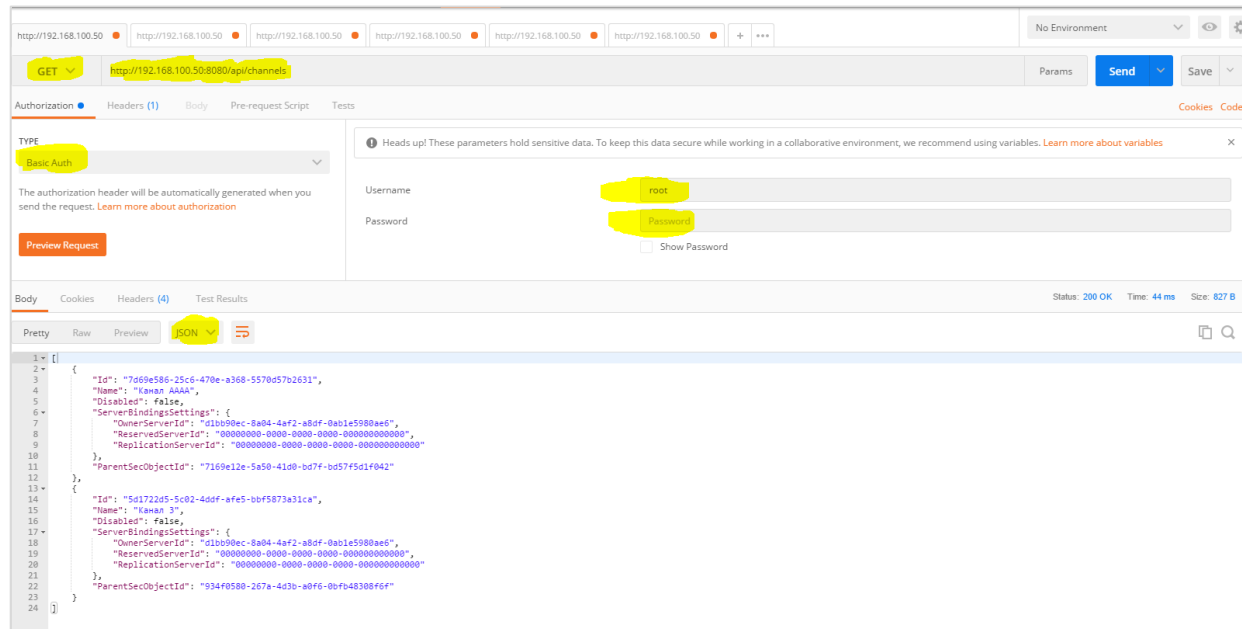 http://192.168.100.50 http://192.168.100.50 http://192.168.100.50 http://192.168.100.50 http://192.168.100.50 http://192.168.100.50 + ••• No Environment
GET http://192.168.100.50:8080/api/channels Params Send Save
Authorization Headers (1) Body Pre-request Script Tests Cookies Code
TYPE
Basic Auth
The authorization header will be automatically generated when you
send the request. Learn more about authorization
Preview Request
Heads up! These parameters hold sensitive data. To keep this data secure while working in a collaborative environment, we recommend using variables. Learn more about variables
Username root
Password Password
Show Password
Body Cookies Headers (4) Test Results Status: 200 OK Time: 44 ms Size: 827 B
Pretty Raw Preview JSON
1 [
2 {
3 "Id": "7d69e586-25c6-470e-a368-5570d57b2631",
4 "Name": "Канал AAAA",
5 "Disabled": false,
6 "ServerBindingsSettings": {
7 "OwnerServerId": "d1bb90ec-8a04-4af2-a8df-0ab1e5980ae6",
8 "ReservedServerId": "00000000-0000-0000-0000-000000000000",
9 "ReplicationServerId": "00000000-0000-0000-0000-000000000000"
10 },
11 "ParentSecObjectId": "7169e12e-5a50-41d0-bd7f-bd57f5d1f042"
12 },
13 {
14 "Id": "5d1722d5-5c02-4ddf-afe5-bbf5873a31ca",
15 "Name": "Канал 3",
16 "Disabled": false,
17 "ServerBindingsSettings": {
18 "OwnerServerId": "d1bb90ec-8a04-4af2-a8df-0ab1e5980ae6",
19 "ReservedServerId": "00000000-0000-0000-0000-000000000000",
20 "ReplicationServerId": "00000000-0000-0000-0000-000000000000"
21 },
22 "ParentSecObjectId": "934f0580-267a-4d3b-a0f6-0bfb48308f6f"
23 }
24 ]